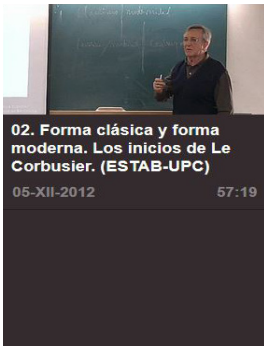 02. Forma clásica y forma
moderna. Los inicios de Le
Corbusier. (ESTAB-UPC)
05-XII-2012 57:19